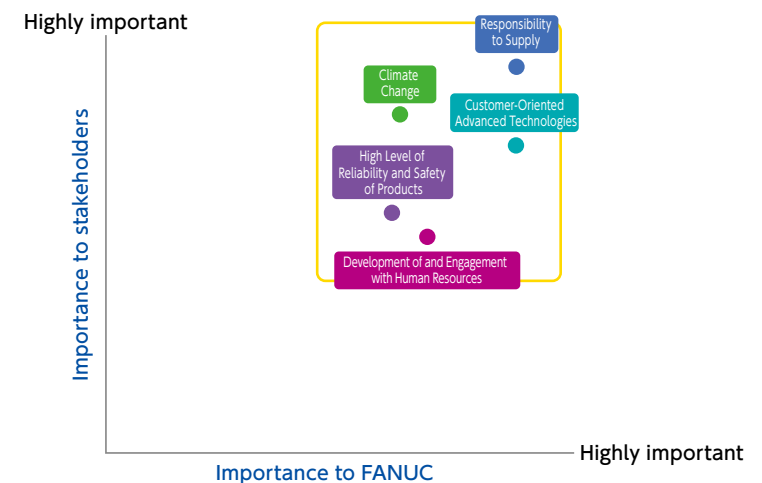 Highly important
Responsibility
to Supply
Climate
Change
Customer-Oriented
Advanced Technologies
High Level of
Reliability and Safety
of Products
Development of and Engagement
with Human Resources
Importance to stakeholders
Highly important
Importance to FANUC